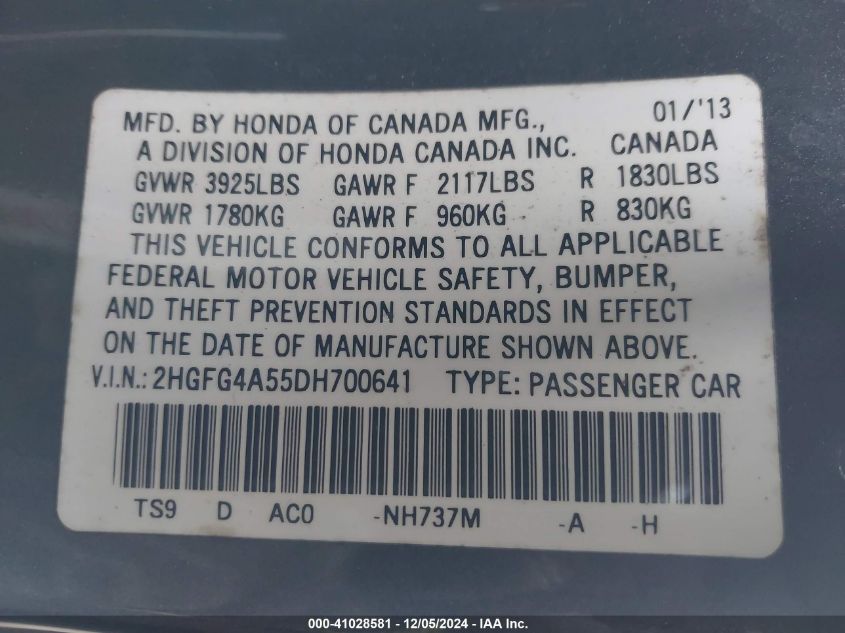 01/'13
MFD. BY HONDA OF CANADA MFG.,
A DIVISION OF HONDA CANADA INC. CANADA
GVWR 3925LBS GAWR F 2117LBS R 1830LBS
GVWR 1780KG GAWR F 960KG R 830KG
THIS VEHICLE CONFORMS TO ALL APPLICABLE
FEDERAL MOTOR VEHICLE SAFETY, BUMPER,
AND THEFT PREVENTION STANDARDS IN EFFECT
ON THE DATE OF MANUFACTURE SHOWN ABOVE.
V.I.N.: 2HGFG4A55DH700641 TYPE: PASSENGER CAR
TS9 D AC0 -NH737M -A -H
000-41028581 - 12/05/2024 - IAA Inc.